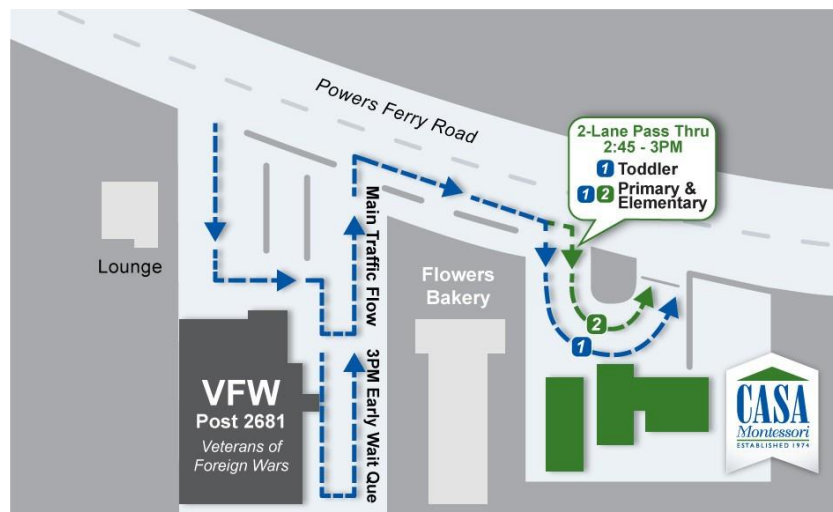 Powers Ferry Road
2-Lane Pass Thru
2:45 - 3PM
1 Toddler
1 2 Primary &
Elementary
Lounge
Main Traffic Flow
Flowers
Bakery
2
1
VFW
Post 2681
Veterans of
Foreign Wars
3PM Early Wait Que
CASA
Montessori
ESTABLISHED 1974